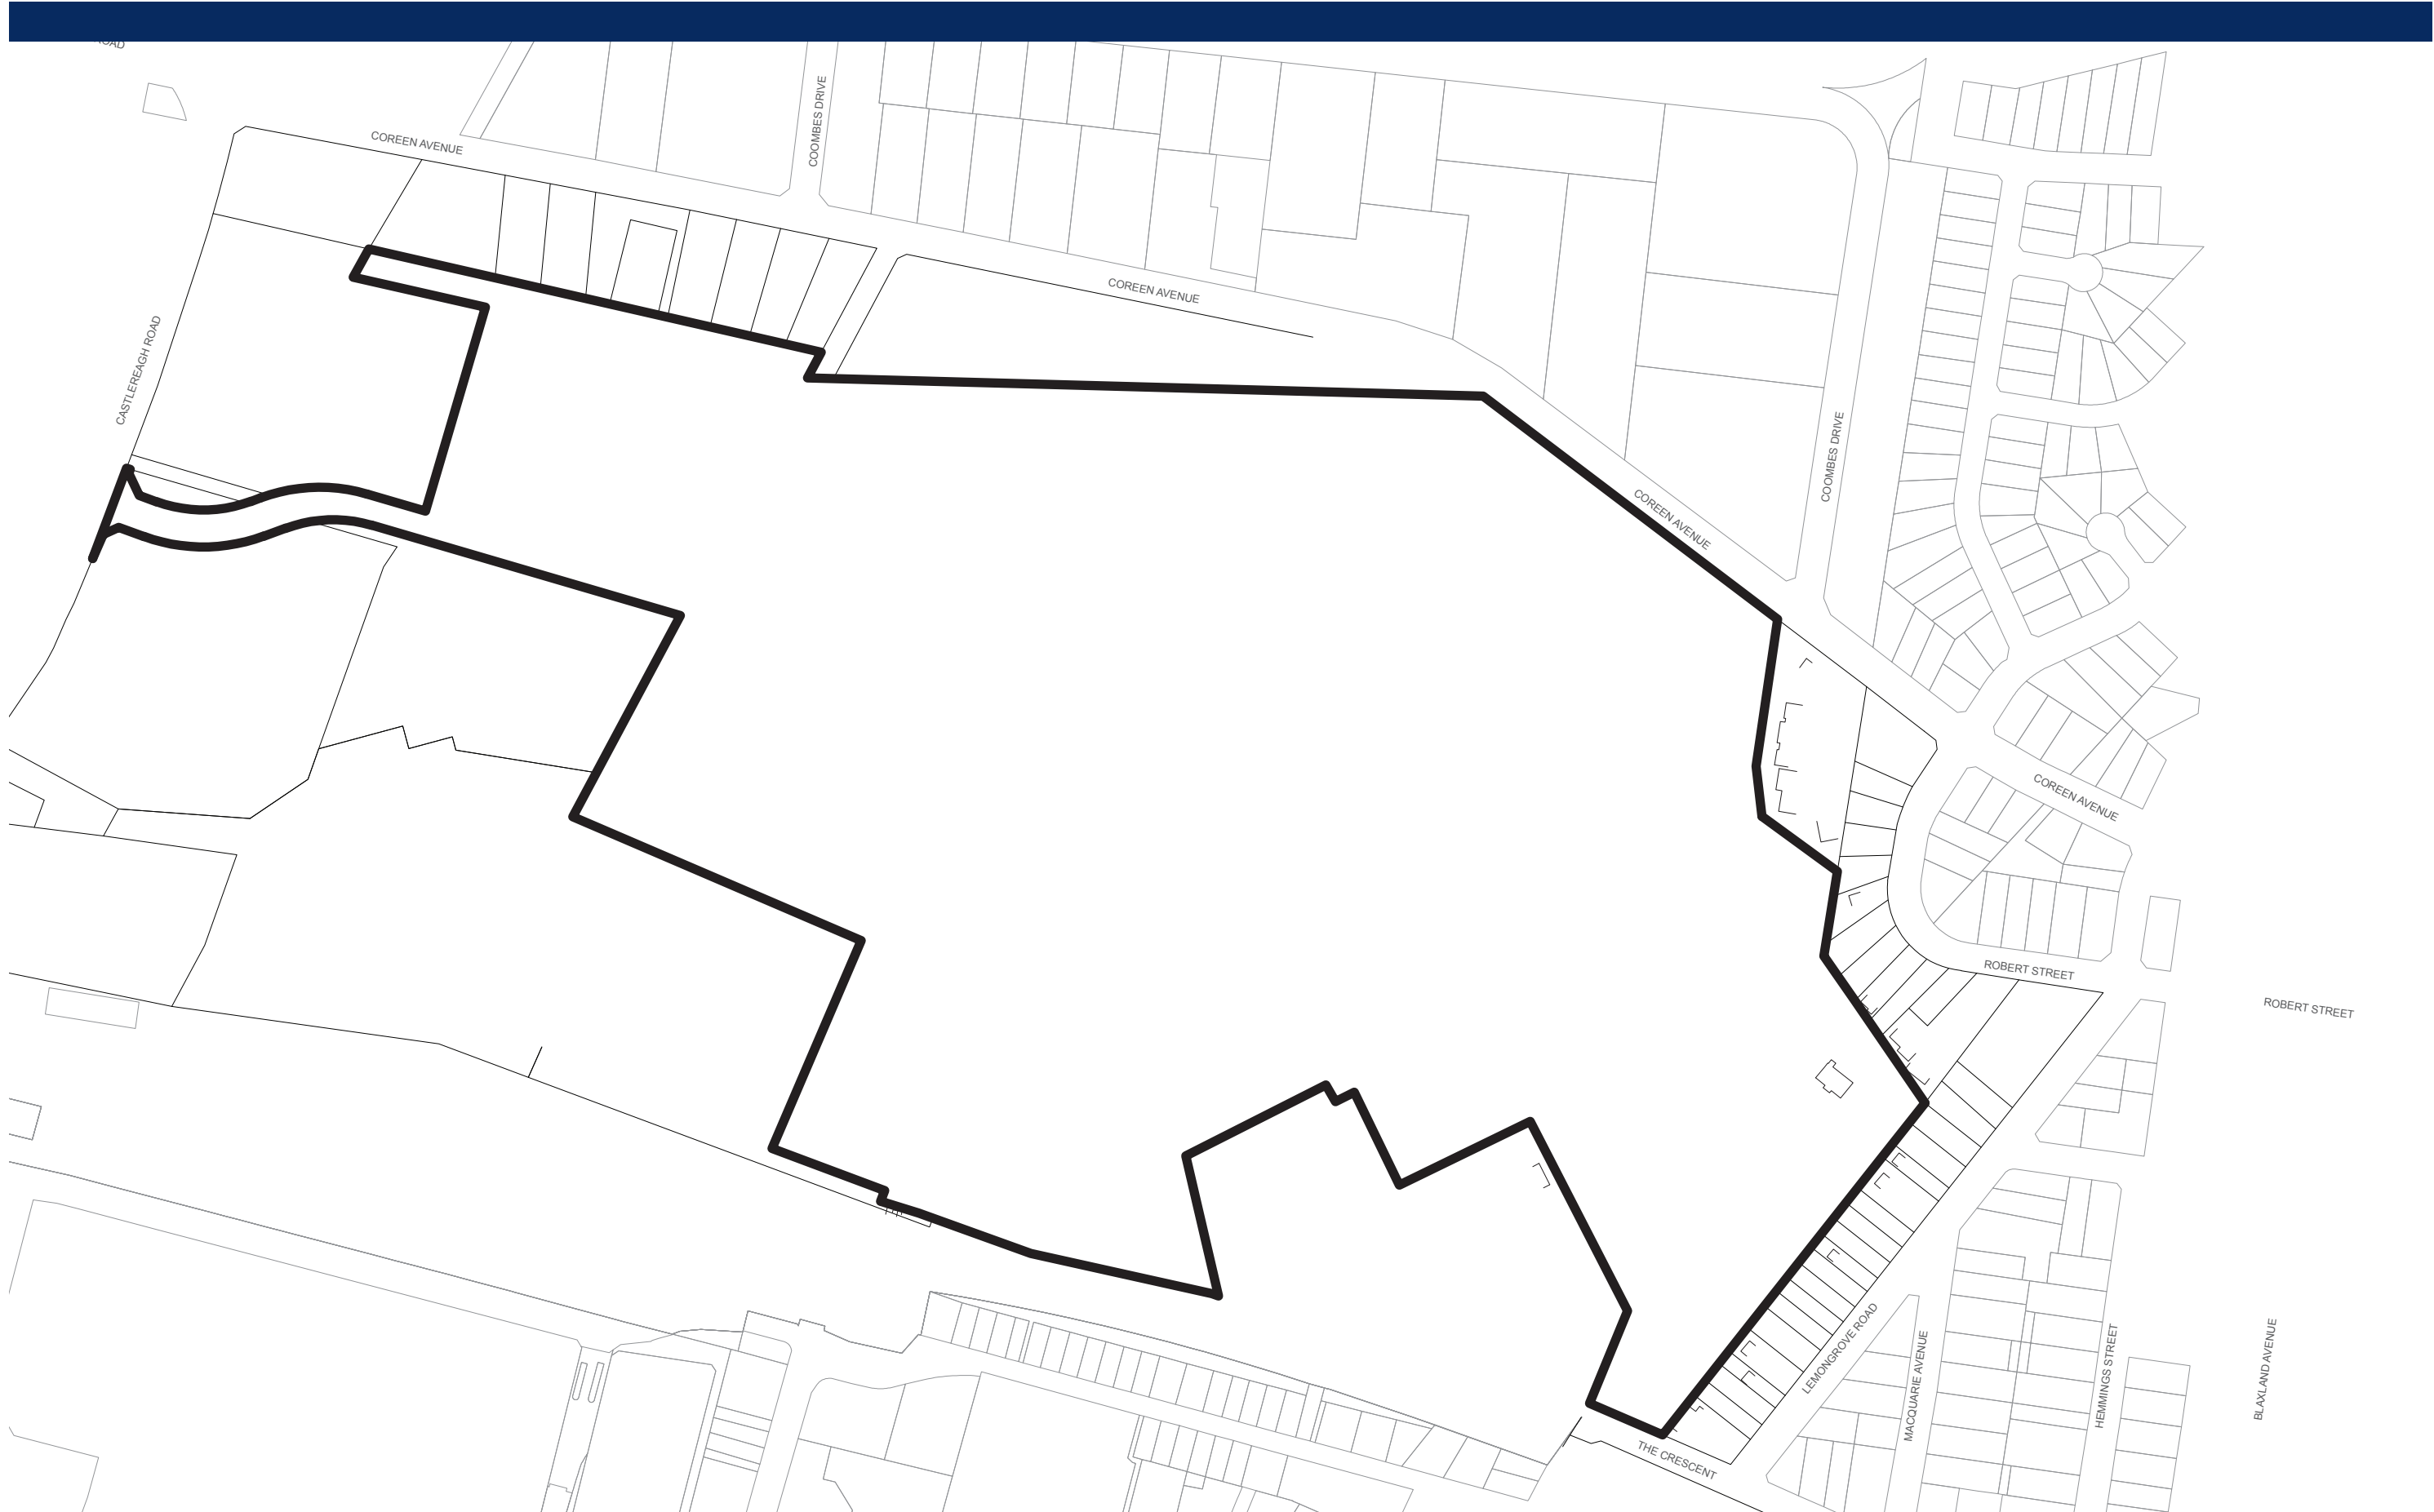 COREEN AVENUE
COOMBES DRIVE
COREEN AVENUE
CASTLEREAGH ROAD
COOMBES DRIVE
COREEN AVENUE
COREEN AVENUE
ROBERT STREET
ROBERT STREET
LEMONGROVE ROAD
MACQUARIE AVENUE
HEMMINGS STREET
BLAXLAND AVENUE
THE CRESCENT